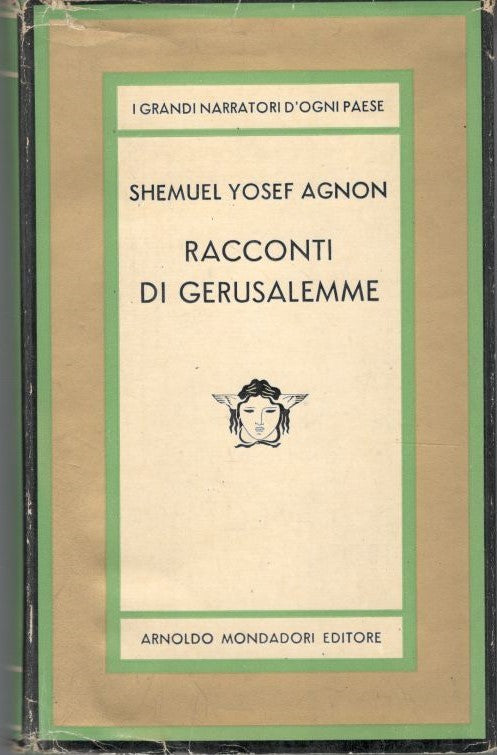 I GRANDI NARRATORI D'OGNI PAESE
SHEMUEL YOSEF AGNON
RACCONTI
DI GERUSALEMME
ARNOLDO MONDADORI EDITORE